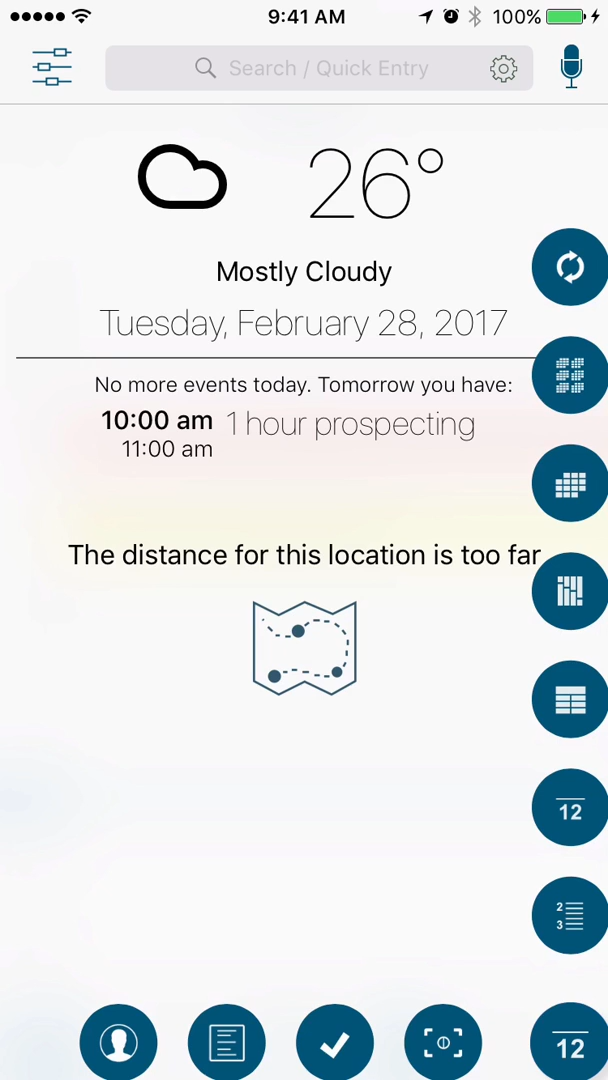 9:41 AM
100%
Search / Quick Entry
26°
Mostly Cloudy
Tuesday, February 28, 2017
No more events today. Tomorrow you have:
10:00 am 1 hour prospecting
11:00 am
The distance for this location is too far
12
2
3
12